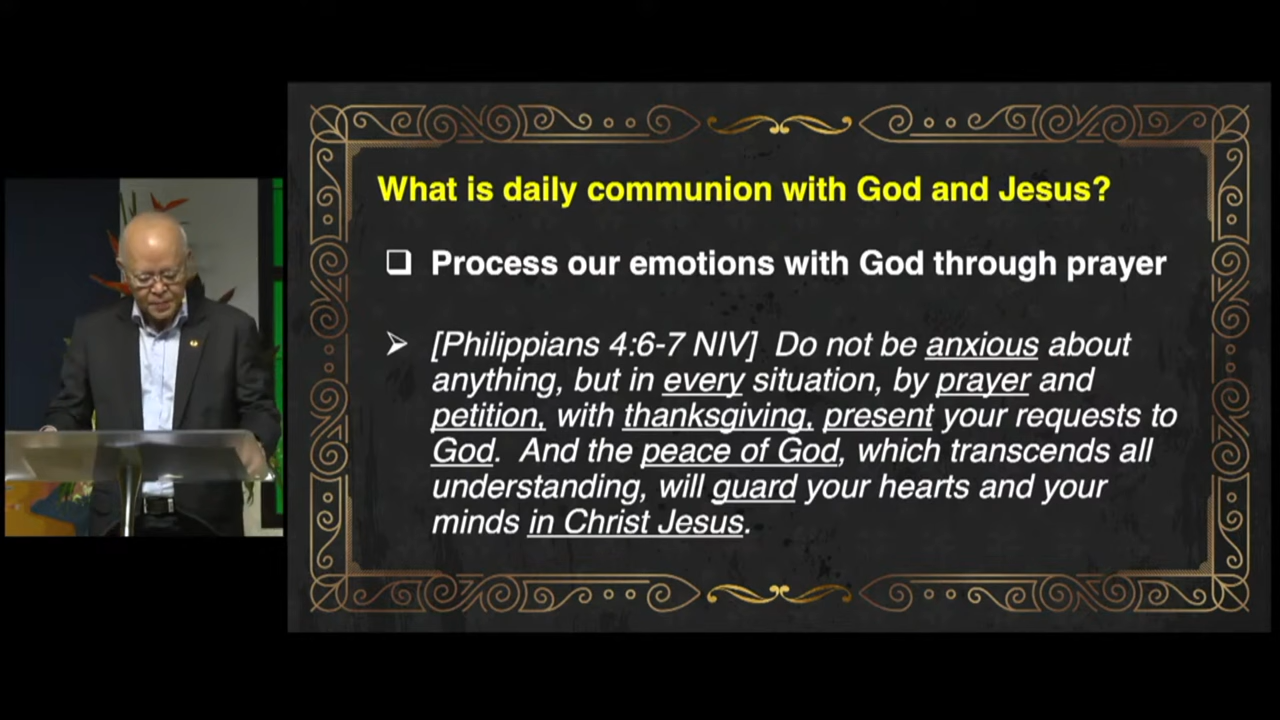 What is daily communion with God and Jesus?
❑ Process our emotions with God through prayer
➢ [Philippians 4:6-7 NIV] Do not be anxious about
anything, but in every situation, by prayer and
petition, with thanksgiving, present your requests to
God. And the peace of God, which transcends all
understanding, will guard your hearts and your
minds in Christ Jesus.